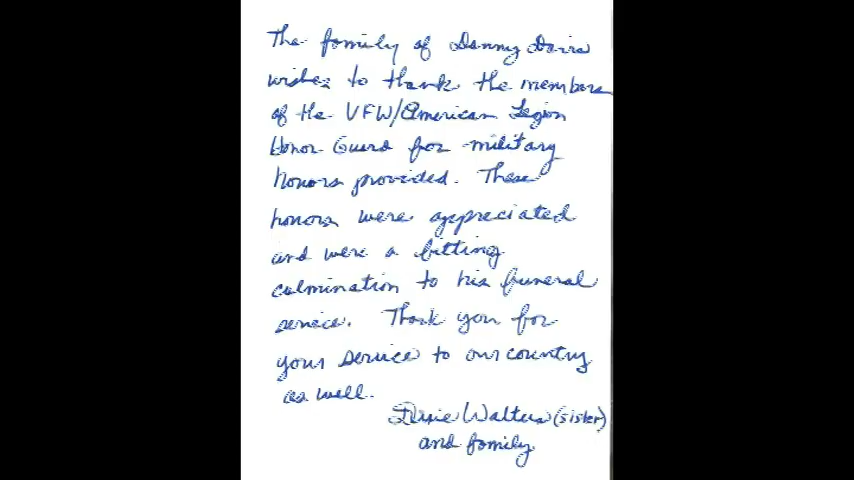 The family of Danny Davis
wishes to thank the members
of the VFW/American Legion
Honor Guard for military
honors provided. These
honors were appreciated
and were a fitting
culmination to his funeral
service. Thank you for
your service to our country
as well.
Walters (sister)
and family